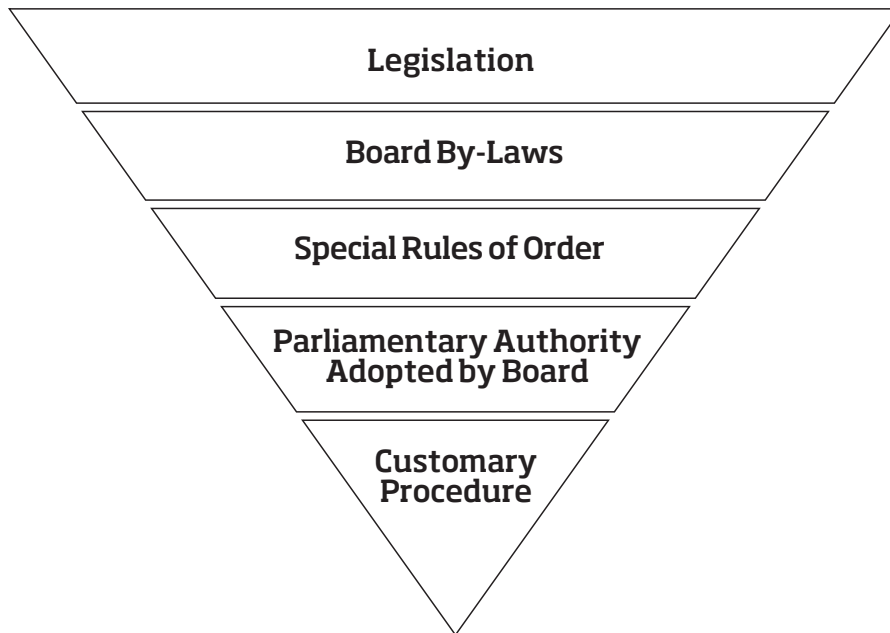 Legislation
Board By-Laws
Special Rules of Order
Parliamentary Authority
Adopted by Board
Customary
Procedure